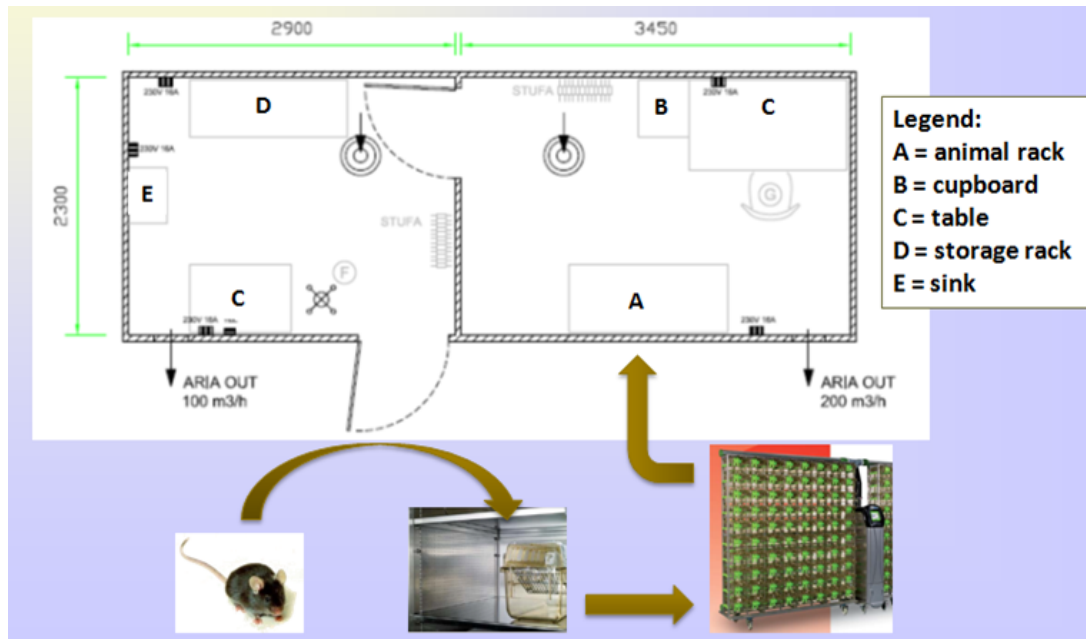 2900
3450
2300
230V 16A
D
STUFA
B
230V 16A
C
230V 16A
E
STUFA
G
F
C
A
230V 16A
230V 16A
ARIA OUT
100 m3/h
ARIA OUT
200 m3/h
Legend:
A = animal rack
B = cupboard
C = table
D = storage rack
E = sink